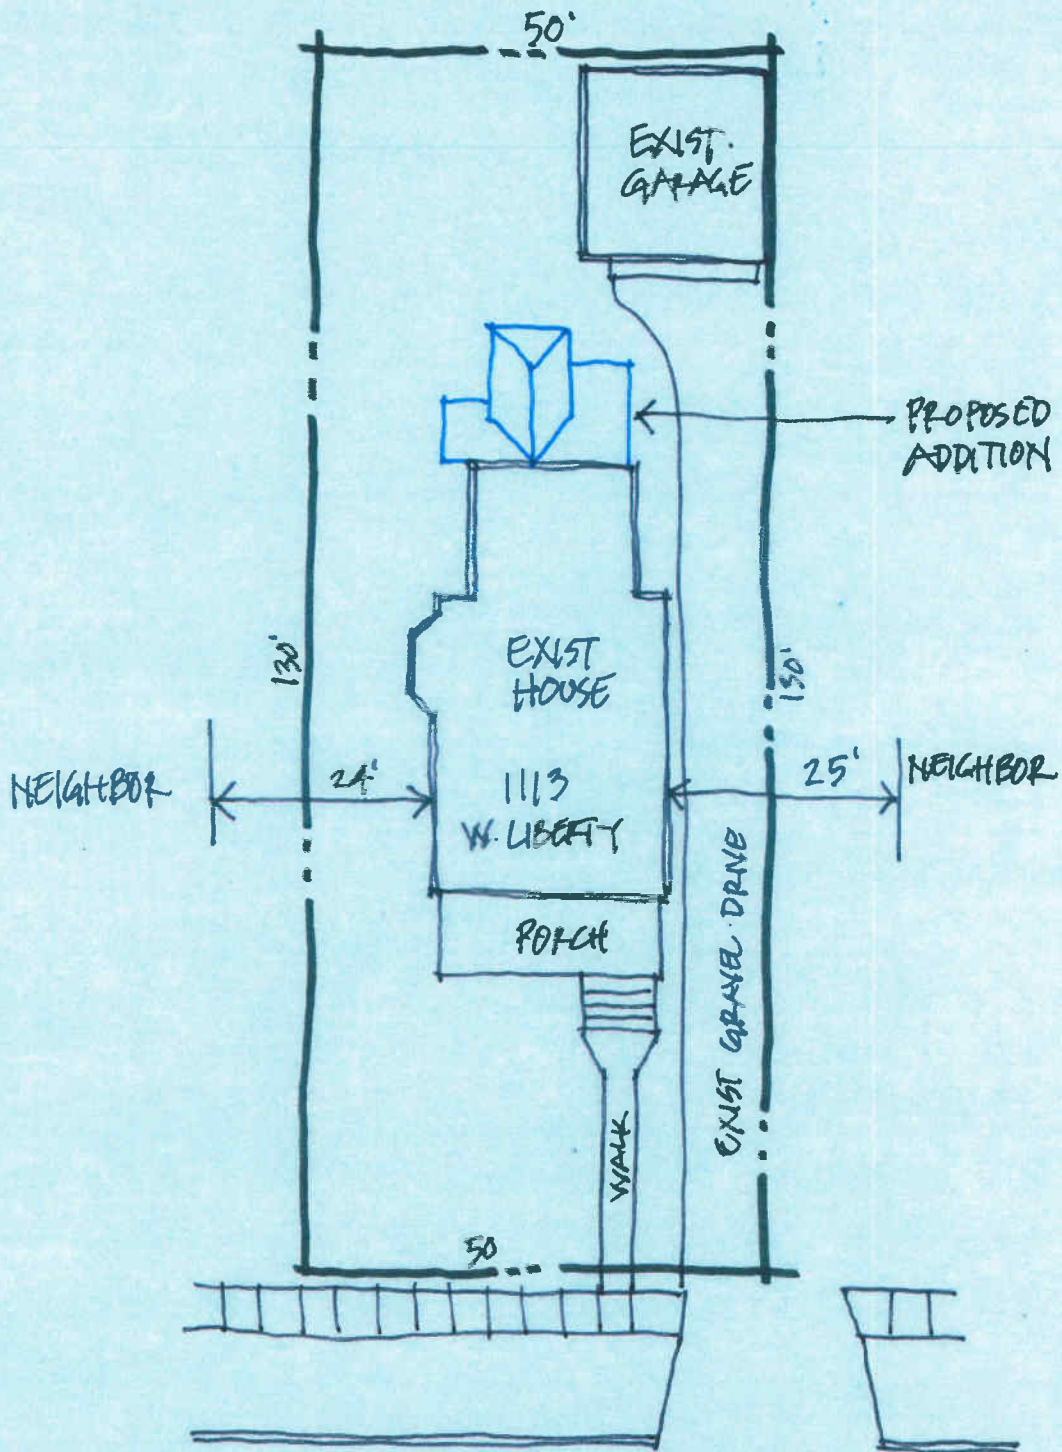 50'
EXIST.
GARAGE
PROPOSED
ADDITION
130'
EXIST
HOUSE
130'
NEIGHBOR
24'
1113
W. LIBERTY
25'
NEIGHBOR
PORCH
EXIST GRAVEL DRIVE
WALK
50